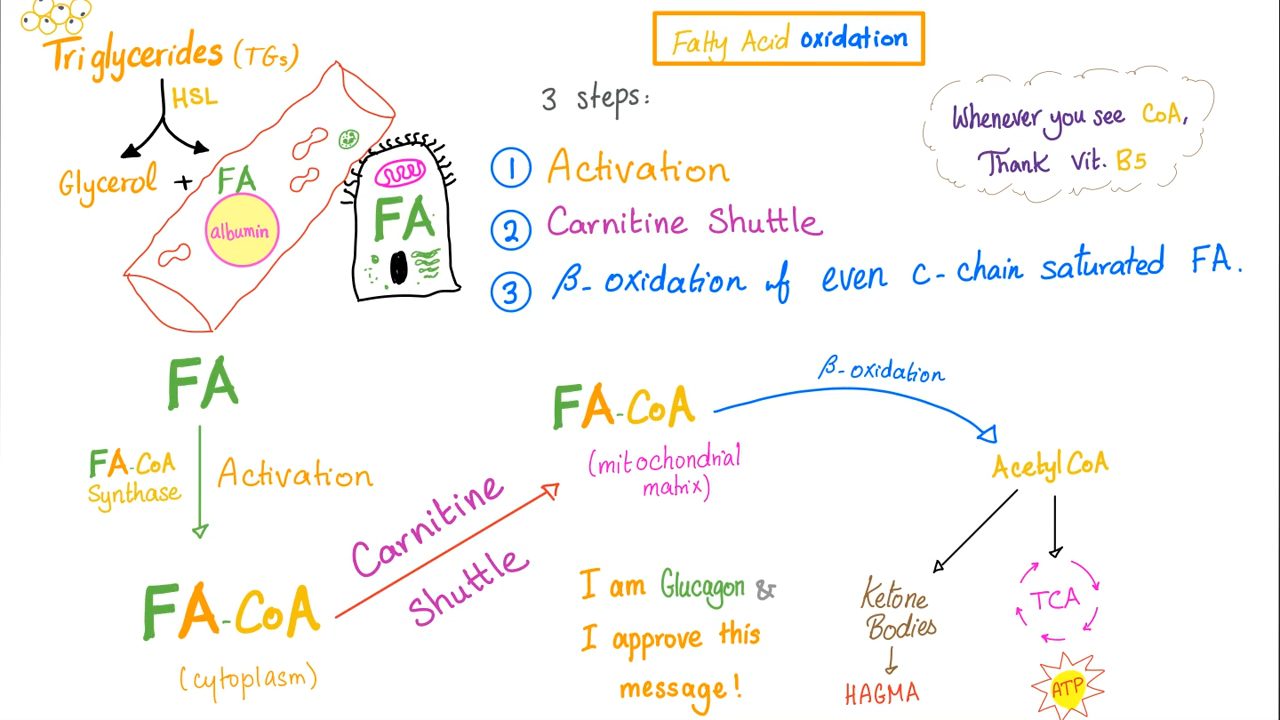 Fatty Acid oxidation
Triglycerides (TGs)
HSL
Glycerol + FA
albumin
FA
3 steps:
1 Activation
2 Carnitine Shuttle
3 β-oxidation of even C-chain saturated FA.
Whenever you see CoA,
Thank vit. B5
FA
FA-CoA
Synthase
Activation
FA-CoA
(cytoplasm)
Carnitine
Shuttle
FA-CoA
(mitochondrial
matrix)
β-oxidation
Acetyl CoA
Ketone
Bodies
HAGMA
TCA
ATP
I am Glucagon &
I approve this
message!